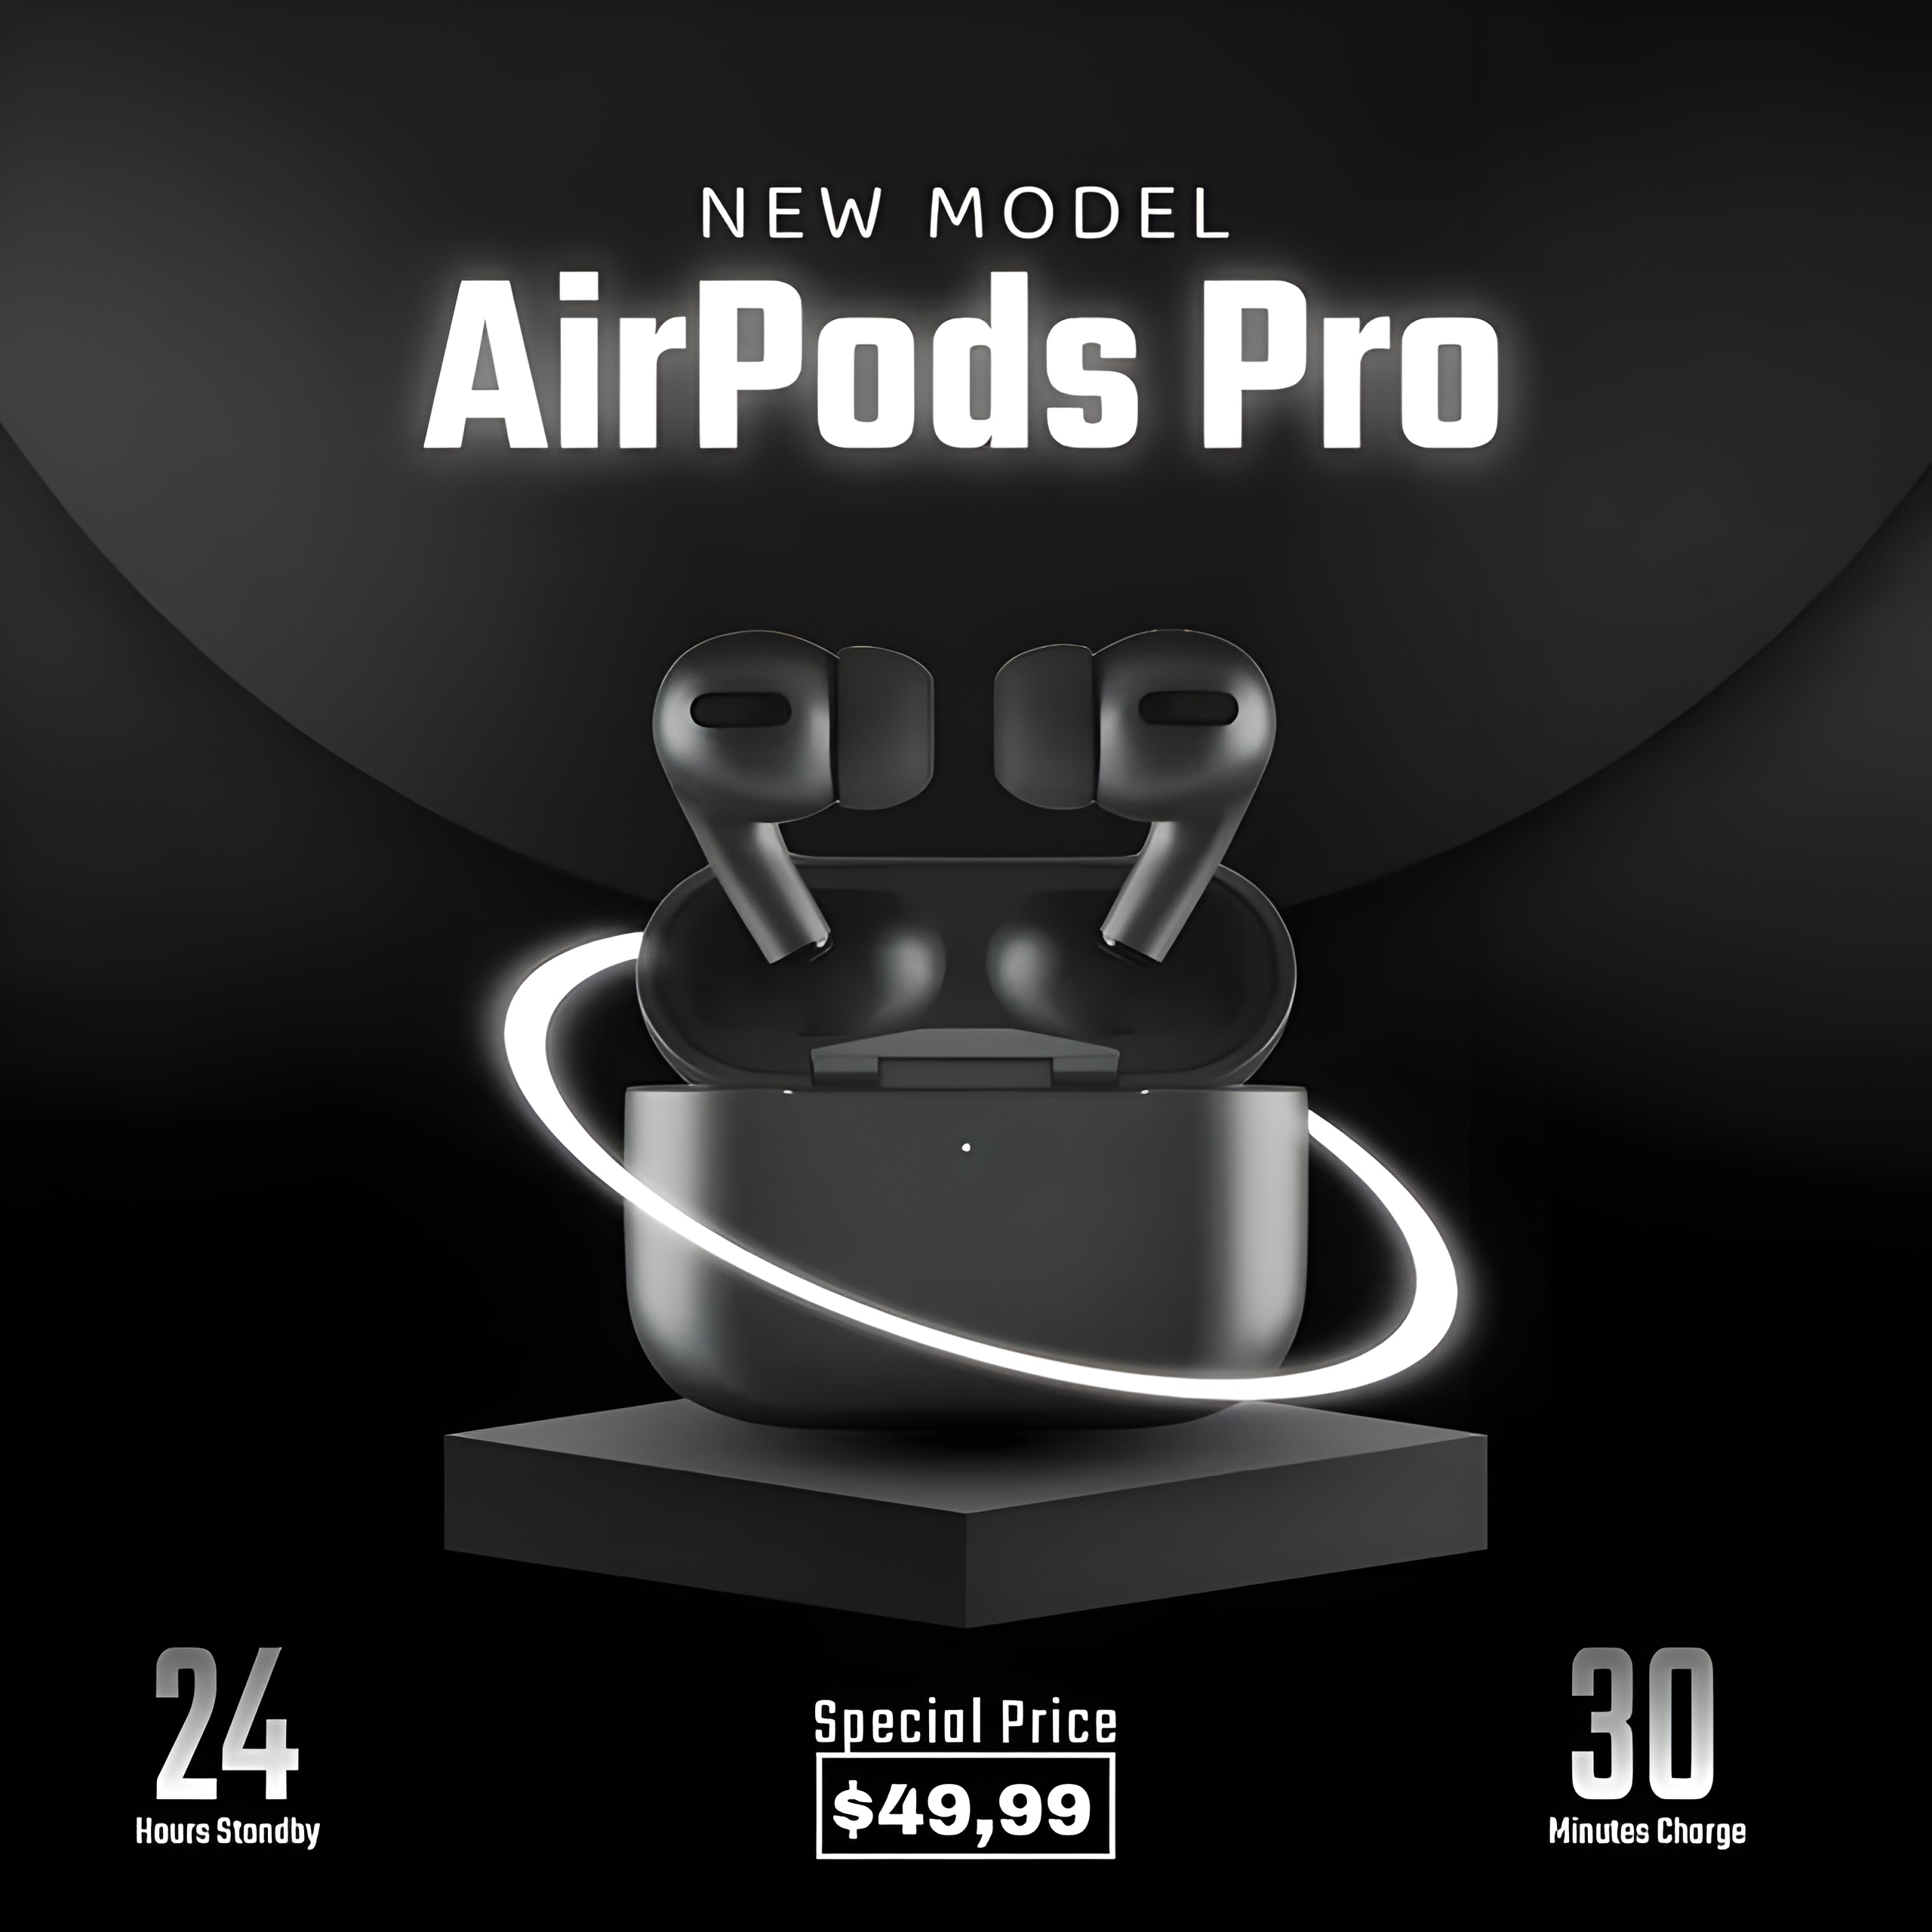 NEW MODEL
AirPods Pro
24
Hours Standby
Special Price
$49,99
30
Minutes Charge